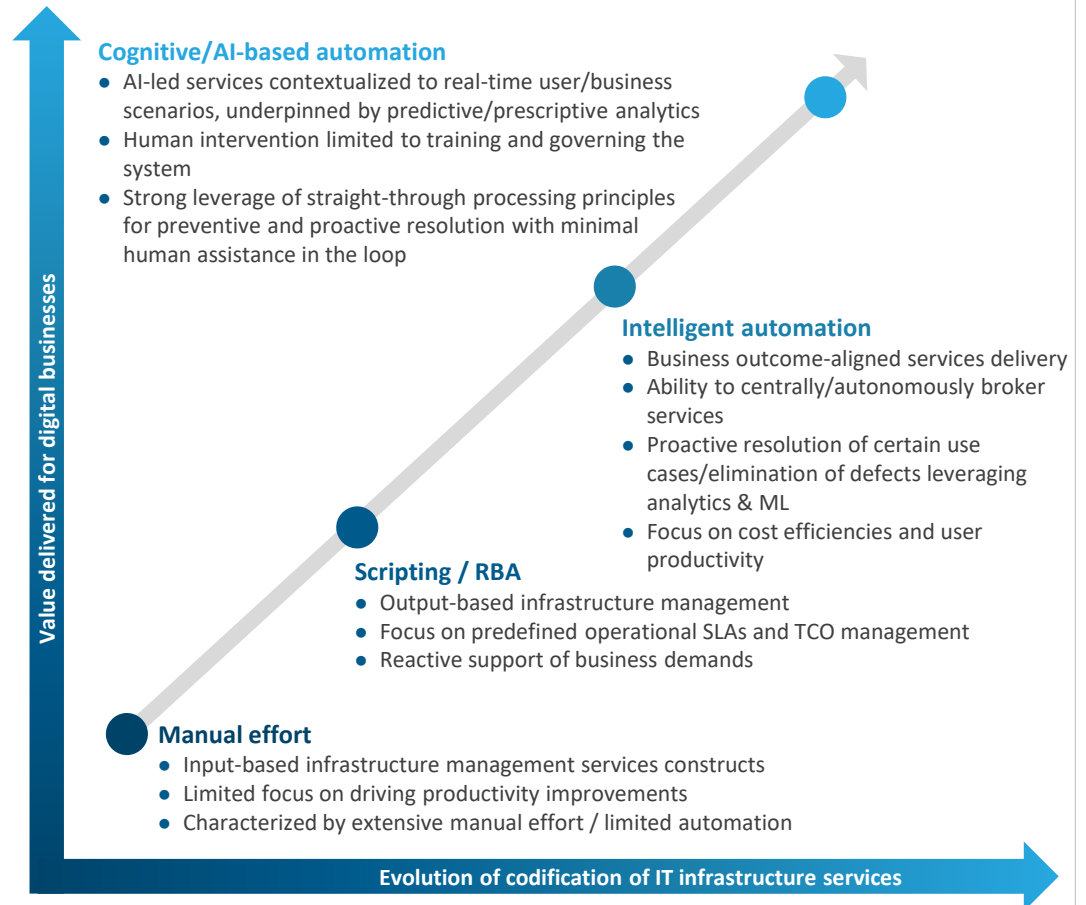 Cognitive/AI-based automation
● AI-led services contextualized to real-time user/business
scenarios, underpinned by predictive/prescriptive analytics
● Human intervention limited to training and governing the
system
● Strong leverage of straight-through processing principles
for preventive and proactive resolution with minimal
human assistance in the loop
Intelligent automation
● Business outcome-aligned services delivery
● Ability to centrally/autonomously broker
services
● Proactive resolution of certain use
cases/elimination of defects leveraging
analytics & ML
● Focus on cost efficiencies and user
productivity
Scripting / RBA
● Output-based infrastructure management
● Focus on predefined operational SLAs and TCO management
● Reactive support of business demands
Manual effort
● Input-based infrastructure management services constructs
● Limited focus on driving productivity improvements
● Characterized by extensive manual effort / limited automation
Value delivered for digital businesses
Evolution of codification of IT infrastructure services